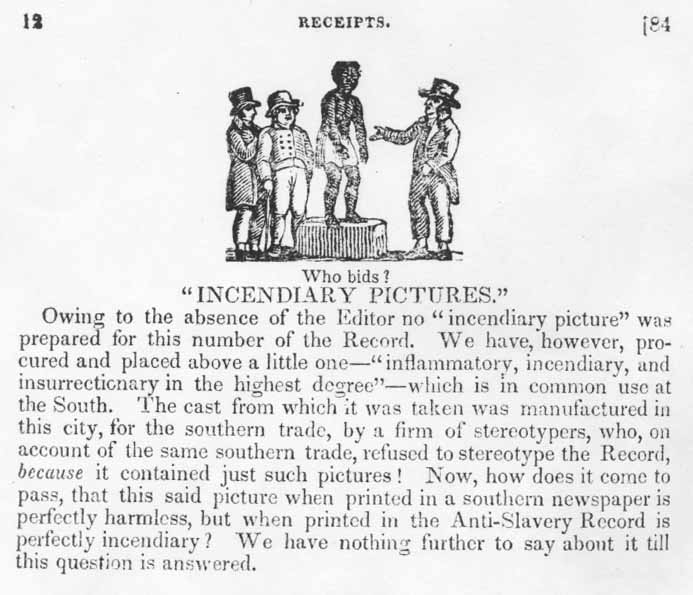 12 RECEIPTS. [84
Who bids?
"INCENDIARY PICTURES."
Owing to the absence of the Editor no "incendiary picture" was
prepared for this number of the Record. We have, however, pro-
cured and placed above a little one—"inflammatory, incendiary, and
insurrectionary in the highest degree"—which is in common use at
the South. The cast from which it was taken was manufactured in
this city, for the southern trade, by a firm of stereotypers, who, on
account of the same southern trade, refused to stereotype the Record,
because it contained just such pictures! Now, how does it come to
pass, that this said picture when printed in a southern newspaper is
perfectly harmless, but when printed in the Anti-Slavery Record is
perfectly incendiary? We have nothing further to say about it till
this question is answered.